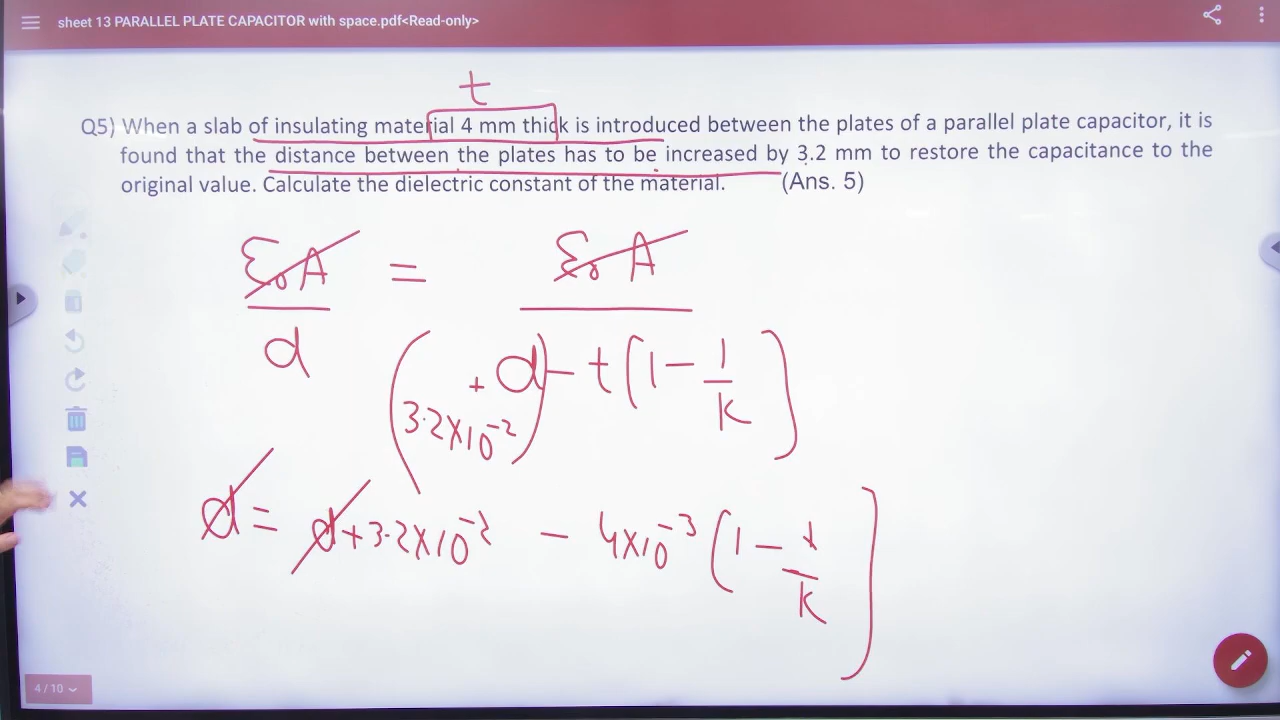 sheet 13 PARALLEL PLATE CAPACITOR with space.pdf<Read-only>
t
Q5) When a slab of insulating material 4 mm thick is introduced between the plates of a parallel plate capacitor, it is
found that the distance between the plates has to be increased by 3.2 mm to restore the capacitance to the
original value. Calculate the dielectric constant of the material. (Ans. 5)
ε₀A = ε₀ A
d ( + d) - t (1 - 1/K)
3.2×10⁻²
d = d + 3.2×10⁻² - 4×10⁻³ (1 - 1/K)
4 / 10